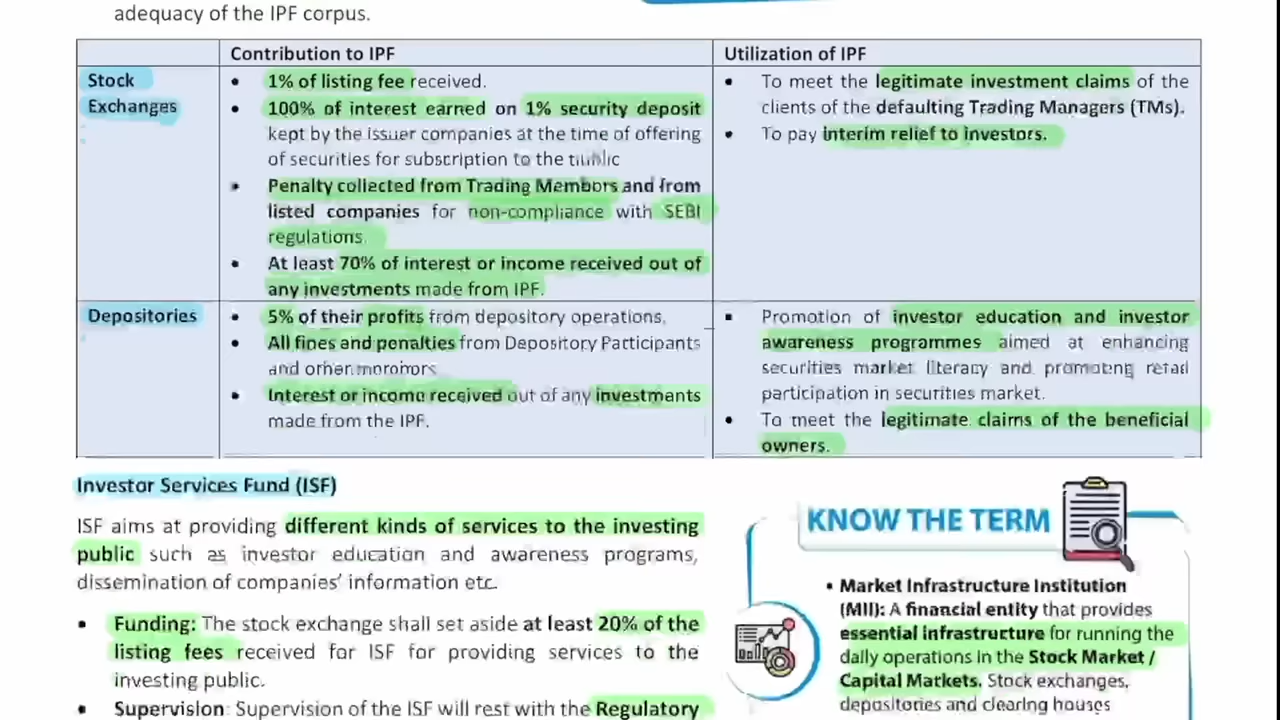 adequacy of the IPF corpus.
Contribution to IPF
Utilization of IPF
Stock
Exchanges
• 1% of listing fee received.
• 100% of interest earned on 1% security deposit
kept by the issuer companies at the time of offering
of securities for subscription to the
• Penalty collected from Trading Members and from
listed companies for non-compliance with SEBI
regulations.
• At least 70% of interest or income received out of
any investments made from IPF.
• To meet the legitimate investment claims of the
clients of the defaulting Trading Managers (TMs).
• To pay interim relief to investors.
Depositories
• 5% of their profits from depository operations.
• All fines and penalties from Depository Participants
and other
• Interest or income received out of any investments
made from the IPF.
• Promotion of investor education and investor
awareness programmes aimed at enhancing
securities market literacy and promoting retail
participation in securities market.
• To meet the legitimate claims of the beneficial
owners.
Investor Services Fund (ISF)
ISF aims at providing different kinds of services to the investing
public such as investor education and awareness programs,
dissemination of companies' information etc.
• Funding: The stock exchange shall set aside at least 20% of the
listing fees received for ISF for providing services to the
investing public.
• Supervision: Supervision of the ISF will rest with the Regulatory
KNOW THE TERM
• Market Infrastructure Institution
(MII): A financial entity that provides
essential infrastructure for running the
daily operations in the Stock Market /
Capital Markets. Stock exchanges,
depositories and clearing houses